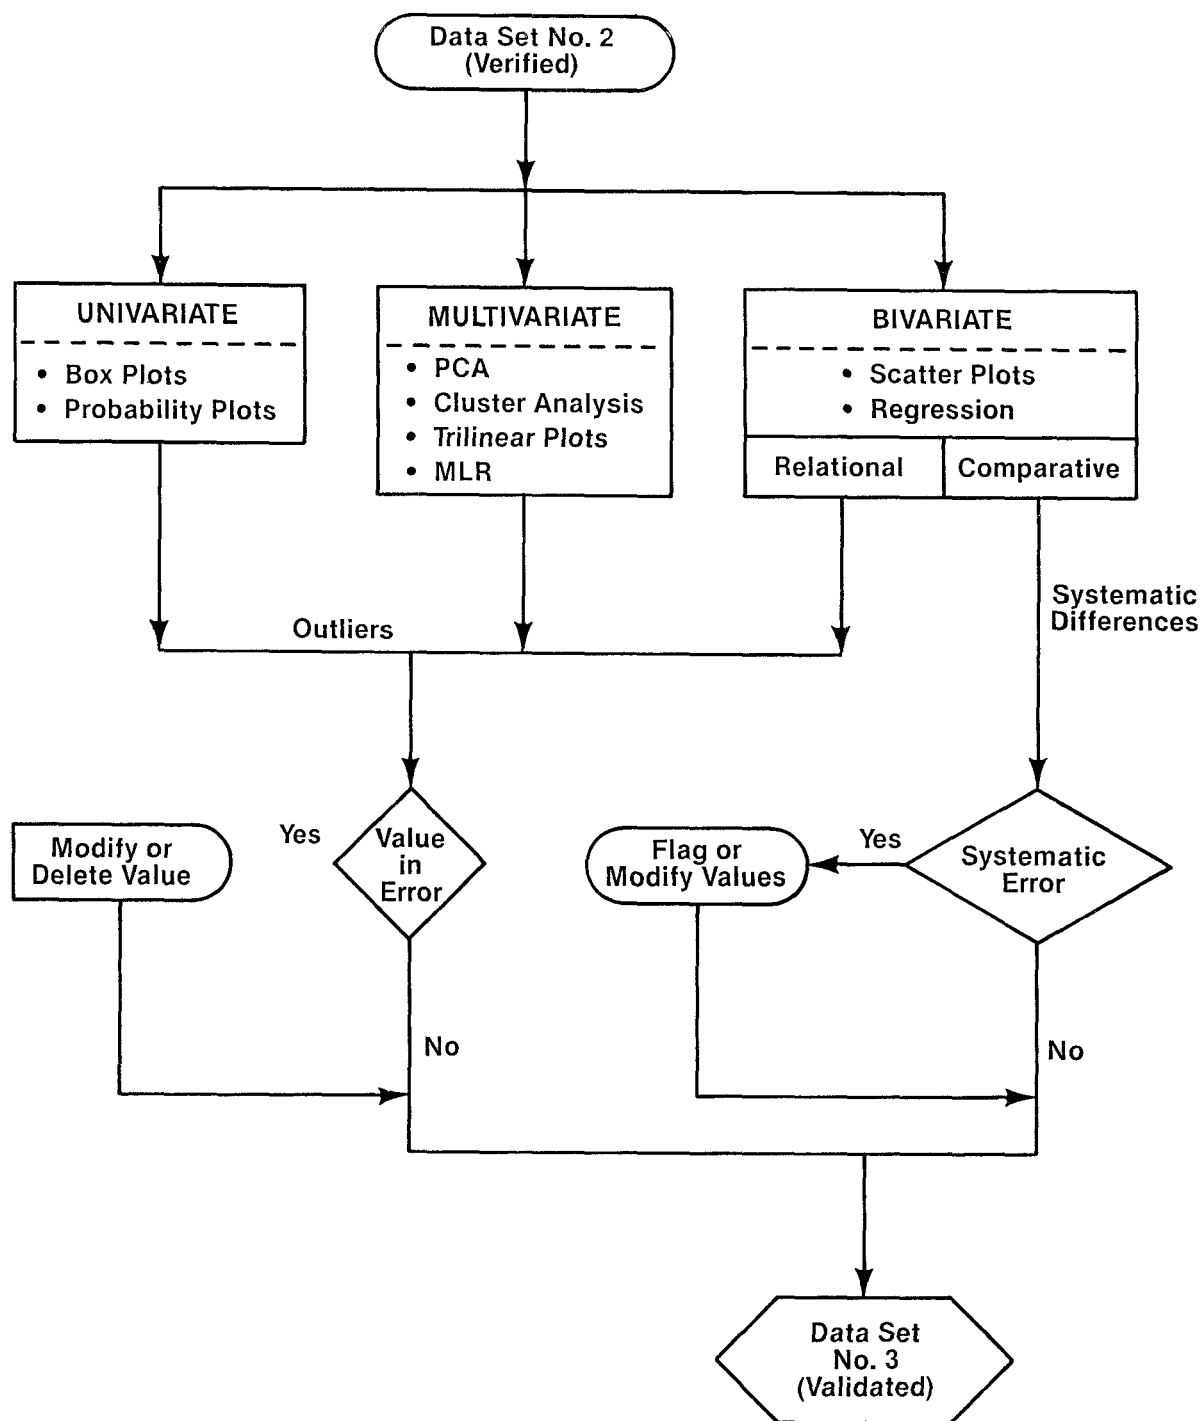 Data Set No. 2
(Verified)
UNIVARIATE
• Box Plots
• Probability Plots
MULTIVARIATE
• PCA
• Cluster Analysis
• Trilinear Plots
• MLR
BIVARIATE
• Scatter Plots
• Regression
Relational
Comparative
Outliers
Systematic
Differences
Modify or
Delete Value
Yes
Value
in
Error
Flag or
Modify Values
Yes
Systematic
Error
No
No
Data Set
No. 3
(Validated)